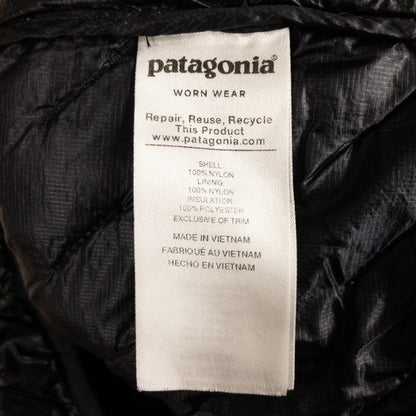 patagonia®
WORN WEAR
Repair, Reuse, Recycle
This Product
www.patagonia.com
SHELL:
100% NYLON
LINING:
100% NYLON
INSULATION:
100% POLYESTER
EXCLUSIVE OF TRIM
MADE IN VIETNAM
FABRIQUÉ AU VIETNAM
HECHO EN VIETNAM